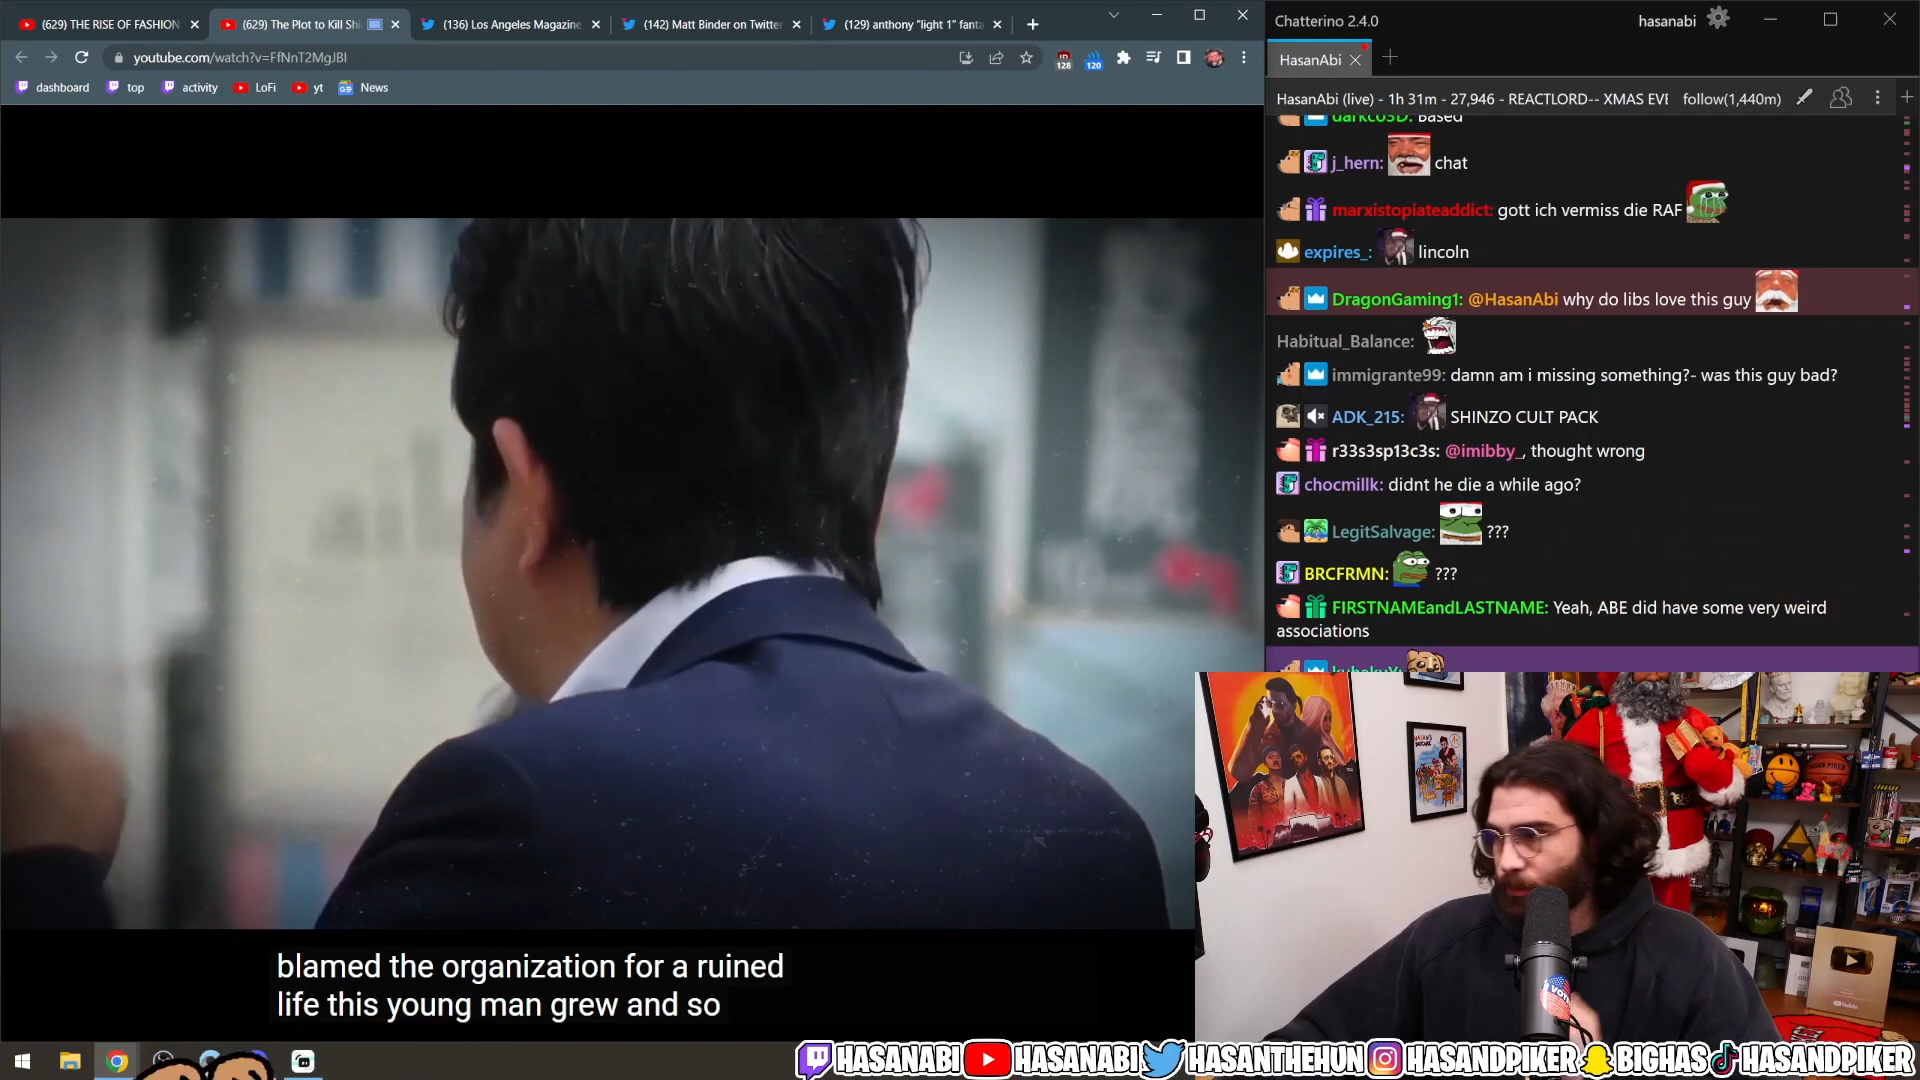 (629) THE RISE OF FASHION
(629) The Plot to Kill Shi
(136) Los Angeles Magazine
(142) Matt Binder on Twitter
(129) anthony "light 1" fanta
youtube.com/watch?v=FfNnT2MgJBI
128
120
dashboard
top
activity
LoFi
yt
News
Chatterino 2.4.0
hasanabi
HasanAbi
HasanAbi (live) - 1h 31m - 27,946 - REACTLORD-- XMAS EVE
follow(1,440m)
darkco3D: Based
j_hern: chat
marxistopiateaddict: gott ich vermiss die RAF
expires_: lincoln
DragonGaming1: @HasanAbi why do libs love this guy
Habitual_Balance:
immigrante99: damn am i missing something?- was this guy bad?
ADK_215: SHINZO CULT PACK
r33s3sp13c3s: @imibby_, thought wrong
chocmillk: didnt he die a while ago?
LegitSalvage: ???
BRCFRMN: ???
FIRSTNAMEandLASTNAME: Yeah, ABE did have some very weird
associations
blamed the organization for a ruined
life this young man grew and so
VOTE
HASANABI HASANABI HASANTHEHUN HASANDPIKER BIGHAS HASANDPIKER